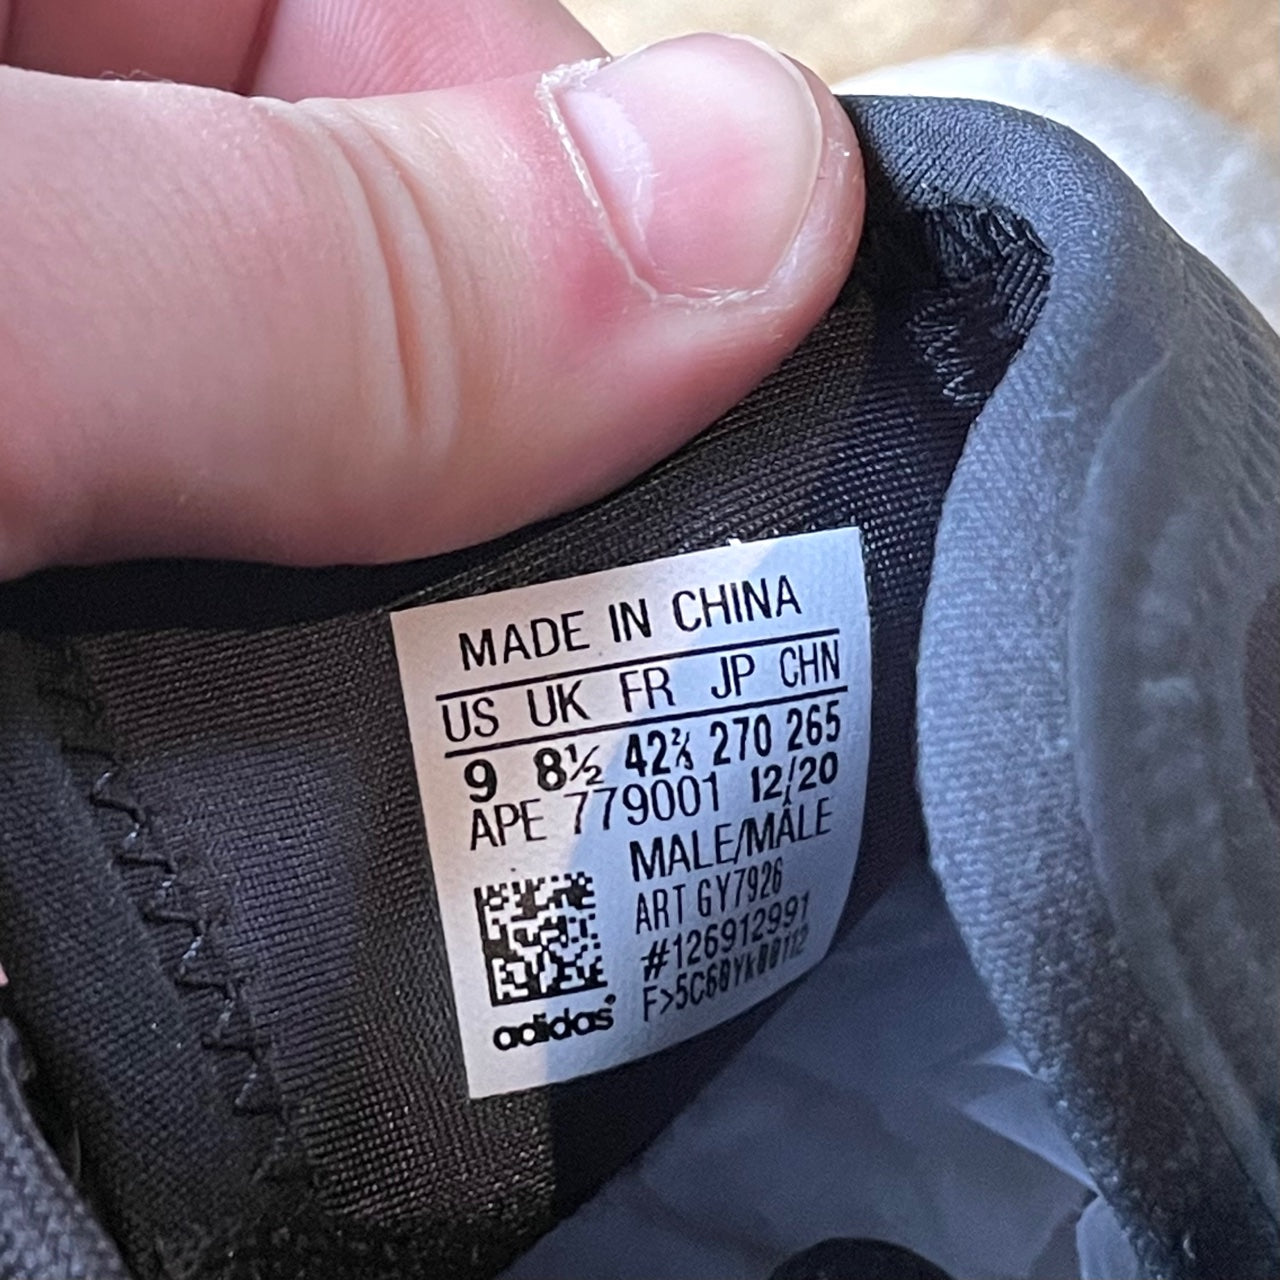 MADE IN CHINA
US UK FR JP CHN
9 8½ 42⅔ 270 265
APE 779001 12/20
MALE/MÂLE
ART GY7926
#126912991
adidas